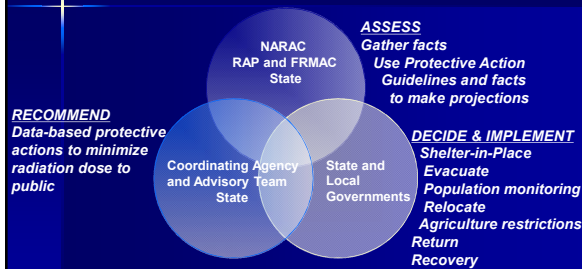 ASSESS
Gather facts
Use Protective Action
Guidelines and facts
to make projections
NARAC
RAP and FRMAC
State
RECOMMEND
Data-based protective
actions to minimize
radiation dose to
public
Coordinating Agency
and Advisory Team
State
State and
Local
Governments
DECIDE & IMPLEMENT
Shelter-in-Place
Evacuate
Population monitoring
Relocate
Agriculture restrictions
Return
Recovery